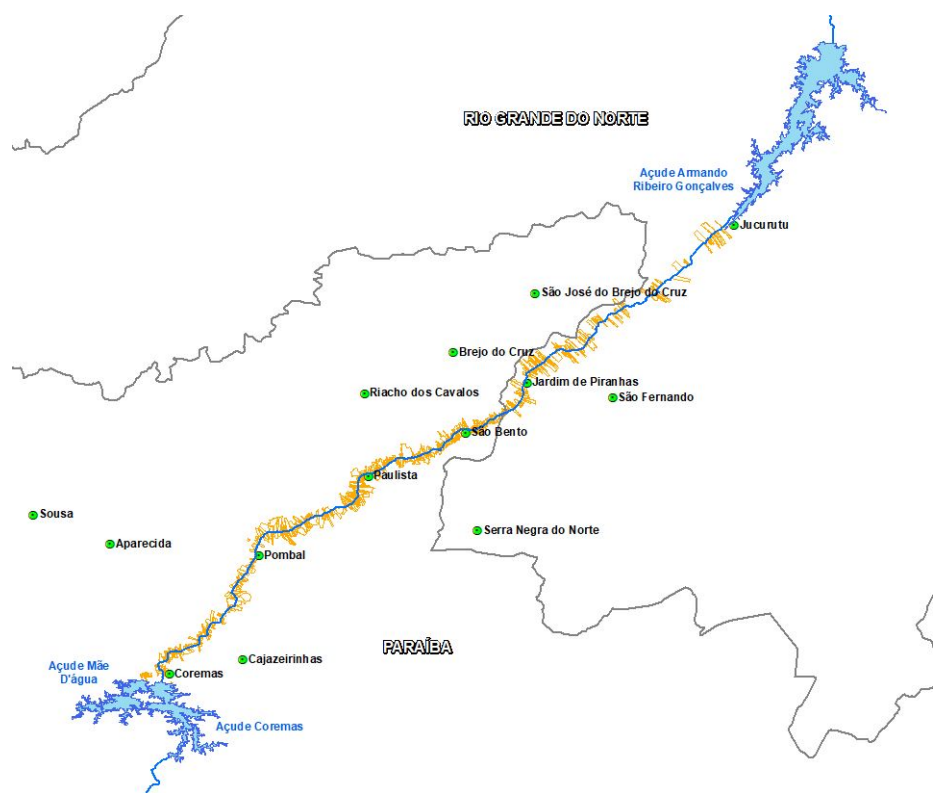 RIO GRANDE DO NORTE
Açude Armando
Ribeiro Gonçalves
Jucurutu
São José do Brejo do Cruz
Brejo do Cruz
Jardim de Piranhas
Riacho dos Cavalos
São Fernando
São Bento
Paulista
Sousa
Serra Negra do Norte
Aparecida
Pombal
PARAÍBA
Cajazeirinhas
Açude Mãe
D'água
Coremas
Açude Coremas